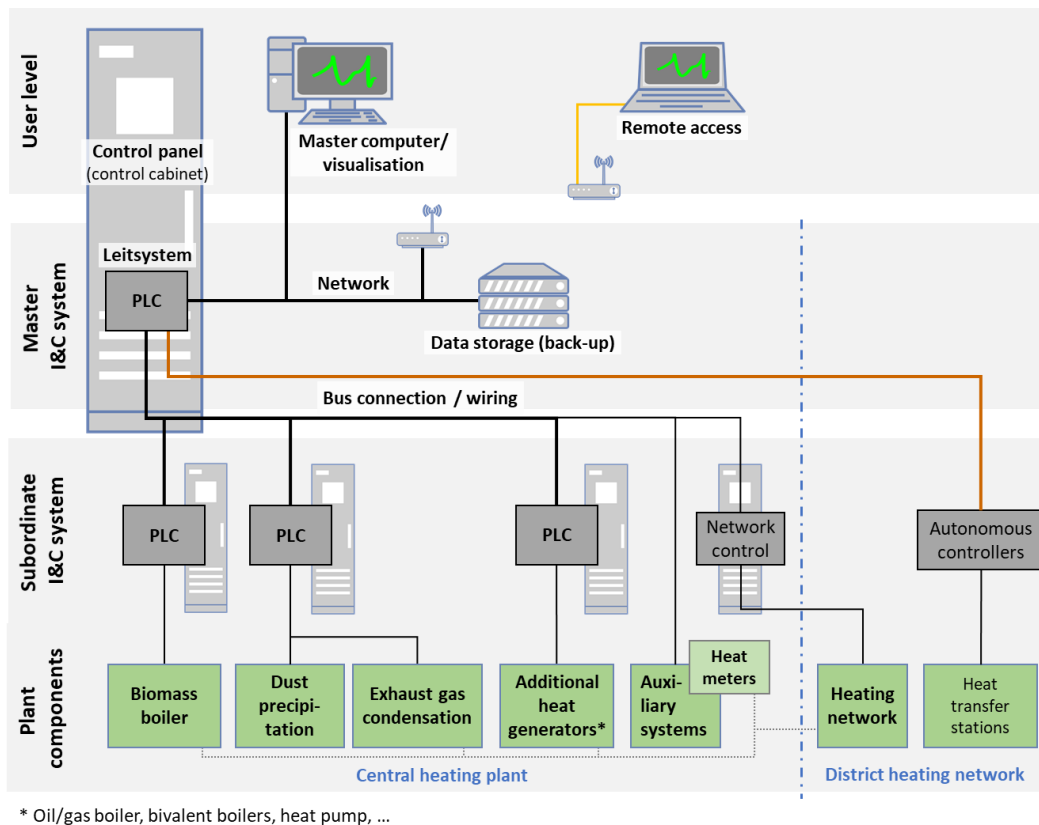 User level
Control panel
(control cabinet)
Master computer/
visualisation
Remote access
Master
I&C system
Leitsystem
PLC
Network
Data storage (back-up)
Bus connection / wiring
Subordinate
I&C system
PLC
PLC
PLC
Network
control
Autonomous
controllers
Plant
components
Biomass
boiler
Dust
precipi-
tation
Exhaust gas
condensation
Additional
heat
generators*
Auxi-
liary
systems
Heat
meters
Heating
network
Heat
transfer
stations
Central heating plant
District heating network
* Oil/gas boiler, bivalent boilers, heat pump, ...